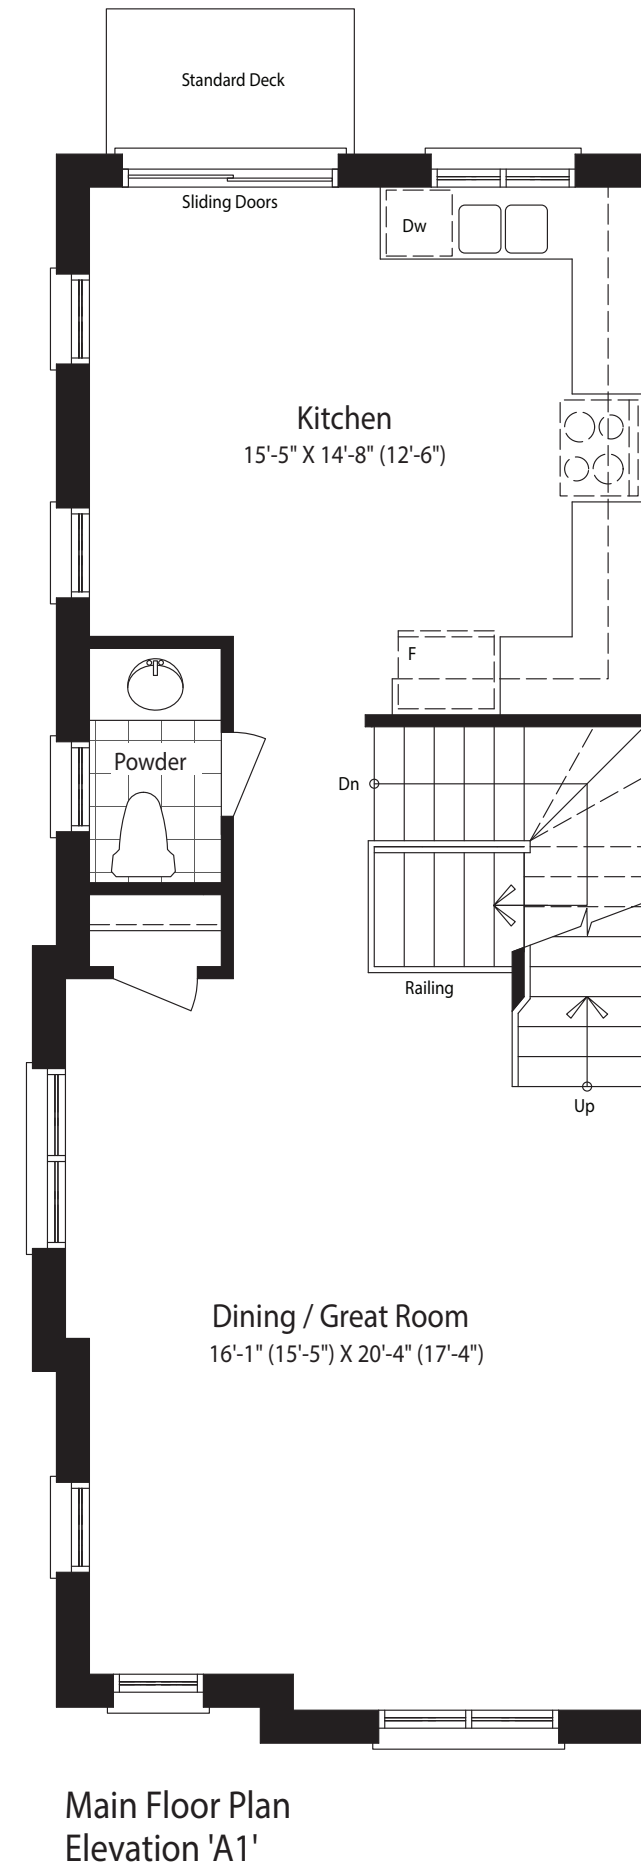 Standard Deck
Sliding Doors
Dw
Kitchen
15'-5" X 14'-8" (12'-6")
F
Powder
Dn
Railing
Up
Dining / Great Room
16'-1" (15'-5") X 20'-4" (17'-4")
Main Floor Plan
Elevation 'A1'